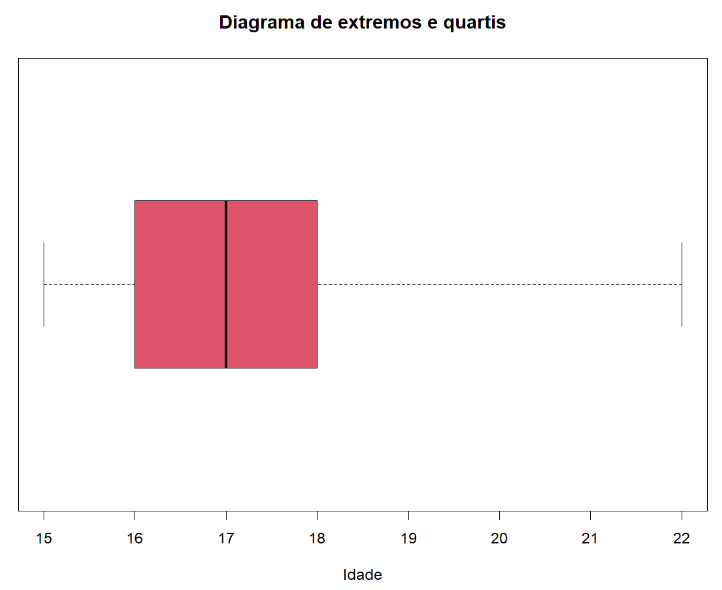 Diagrama de extremos e quartis
15 16 17 18 19 20 21 22
Idade